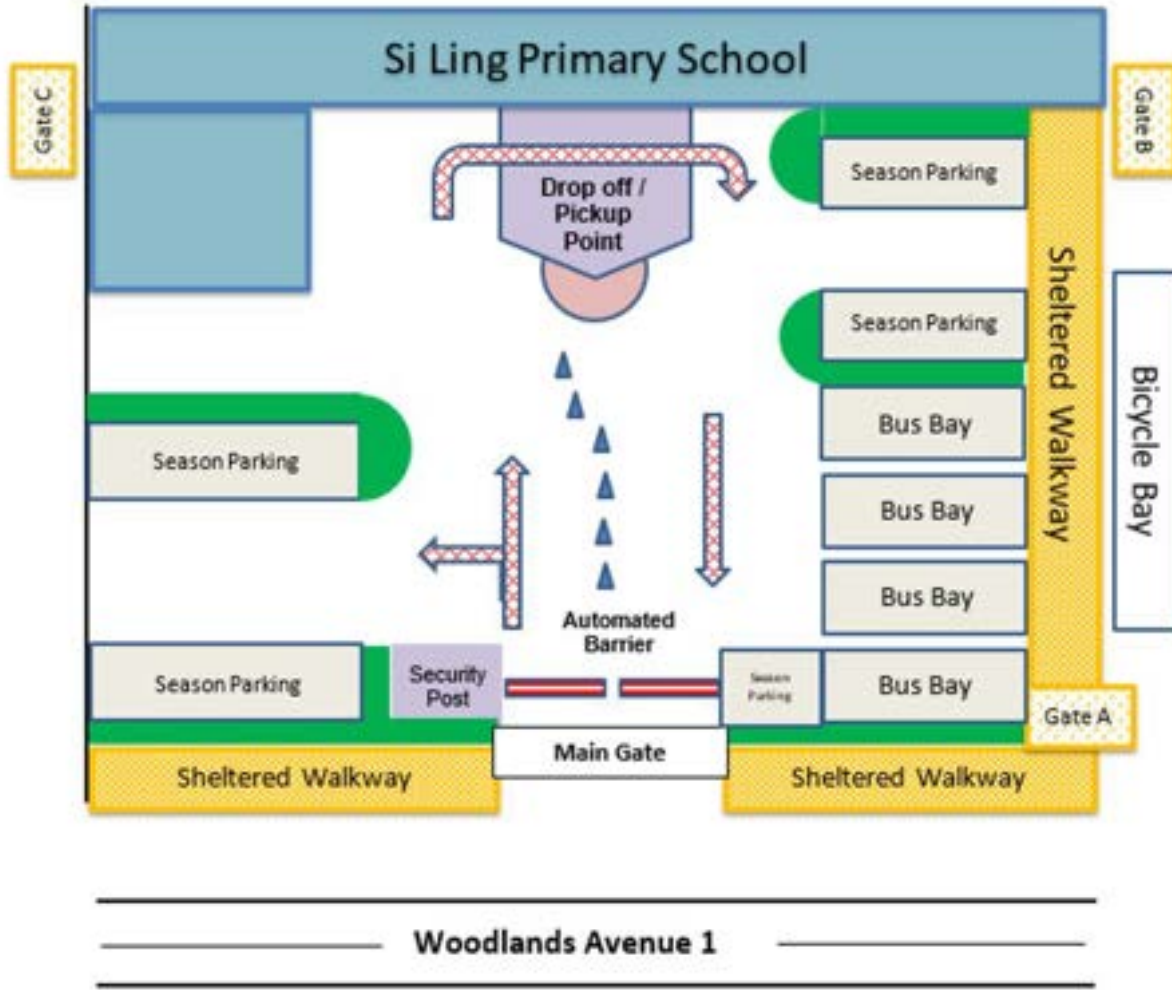 Si Ling Primary School
Gate C
Gate B
Drop off /
Pickup
Point
Season Parking
Sheltered Walkway
Season Parking
Bicycle Bay
Bus Bay
Season Parking
Bus Bay
Bus Bay
Automated
Barrier
Season Parking
Security
Post
Season
Parking
Bus Bay
Gate A
Main Gate
Sheltered Walkway
Sheltered Walkway
Woodlands Avenue 1